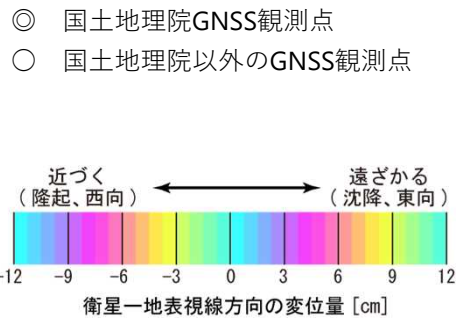 ◎ 国土地理院GNSS観測点
○ 国土地理院以外のGNSS観測点
近づく 遠ざかる
(隆起、西向) (沈降、東向)
-12 -9 -6 -3 0 3 6 9 12
衛星－地表視線方向の変位量 [cm]